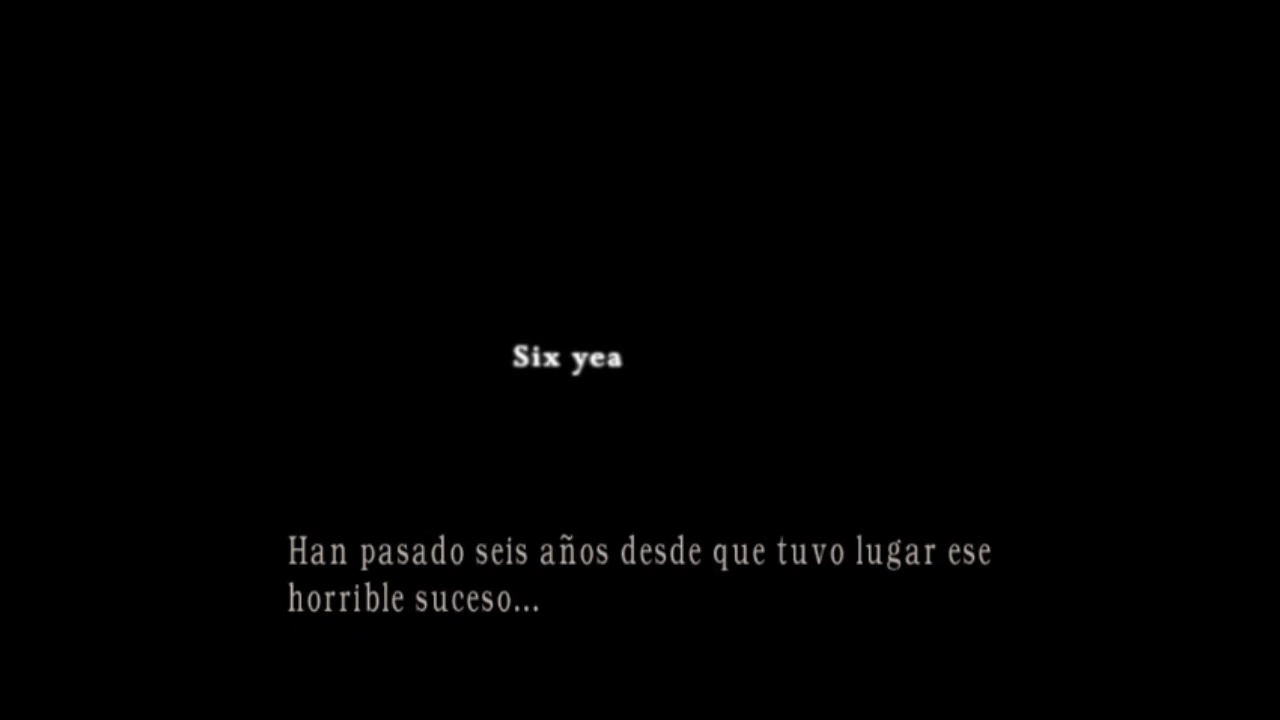 Six yea
Han pasado seis años desde que tuvo lugar ese
horrible suceso...